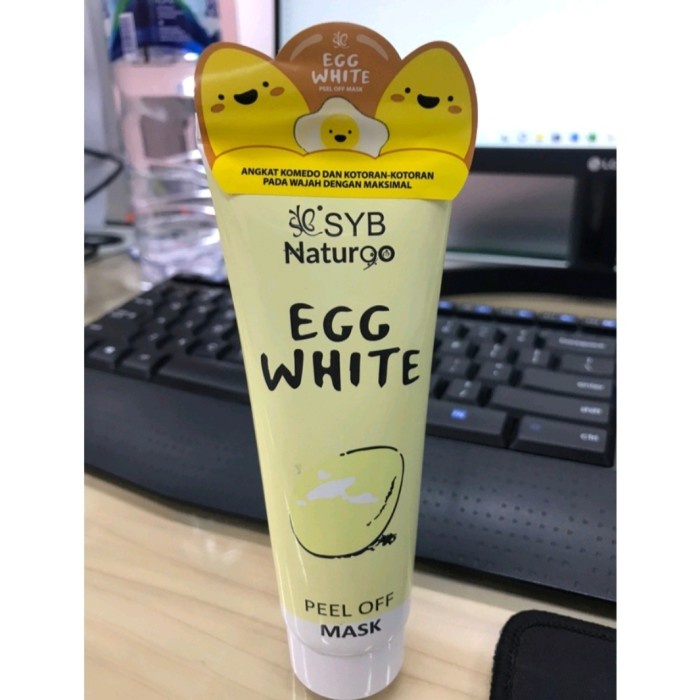 EGG
WHITE
PEEL OFF MASK
ANGKAT KOMEDO DAN KOTORAN-KOTORAN
PADA WAJAH DENGAN MAKSIMAL
SYB
Naturgo
EGG
WHITE
PEEL OFF
MASK
LG